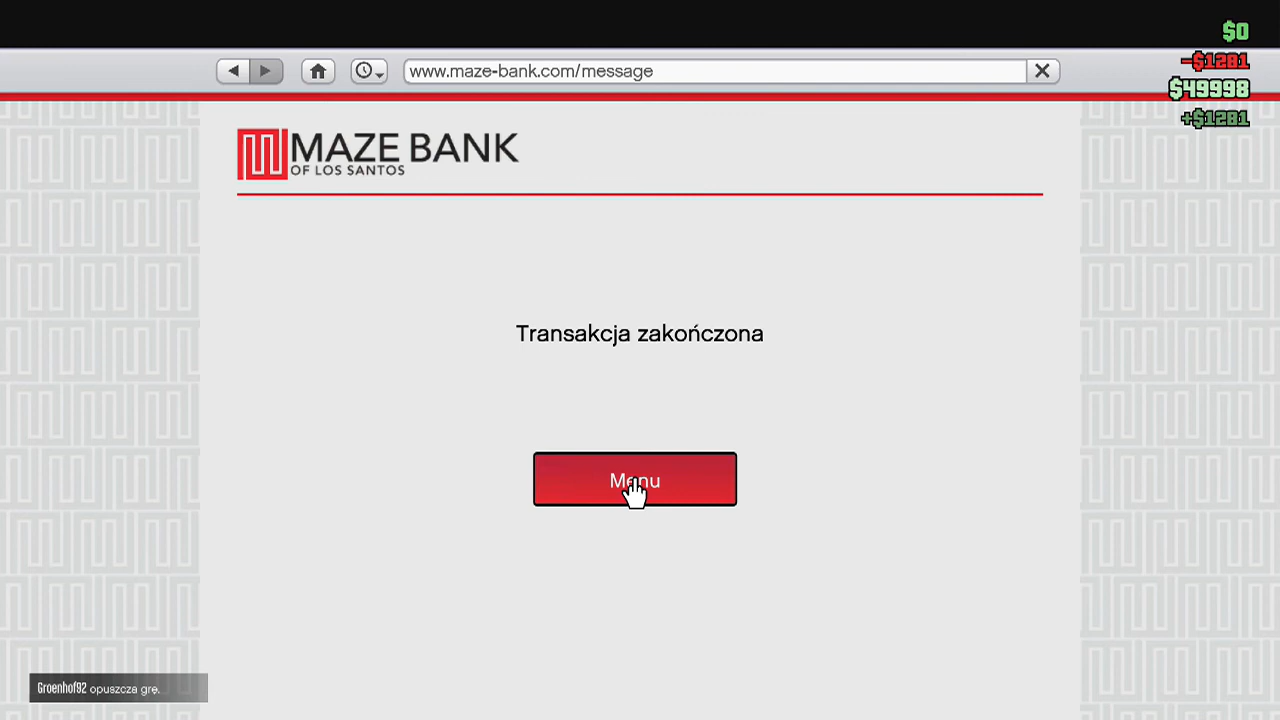 $0
-$1281
$49998
+$1281
www.maze-bank.com/message
MAZE BANK
OF LOS SANTOS
Transakcja zakończona
Menu
Groenhof92 opuszcza grę.